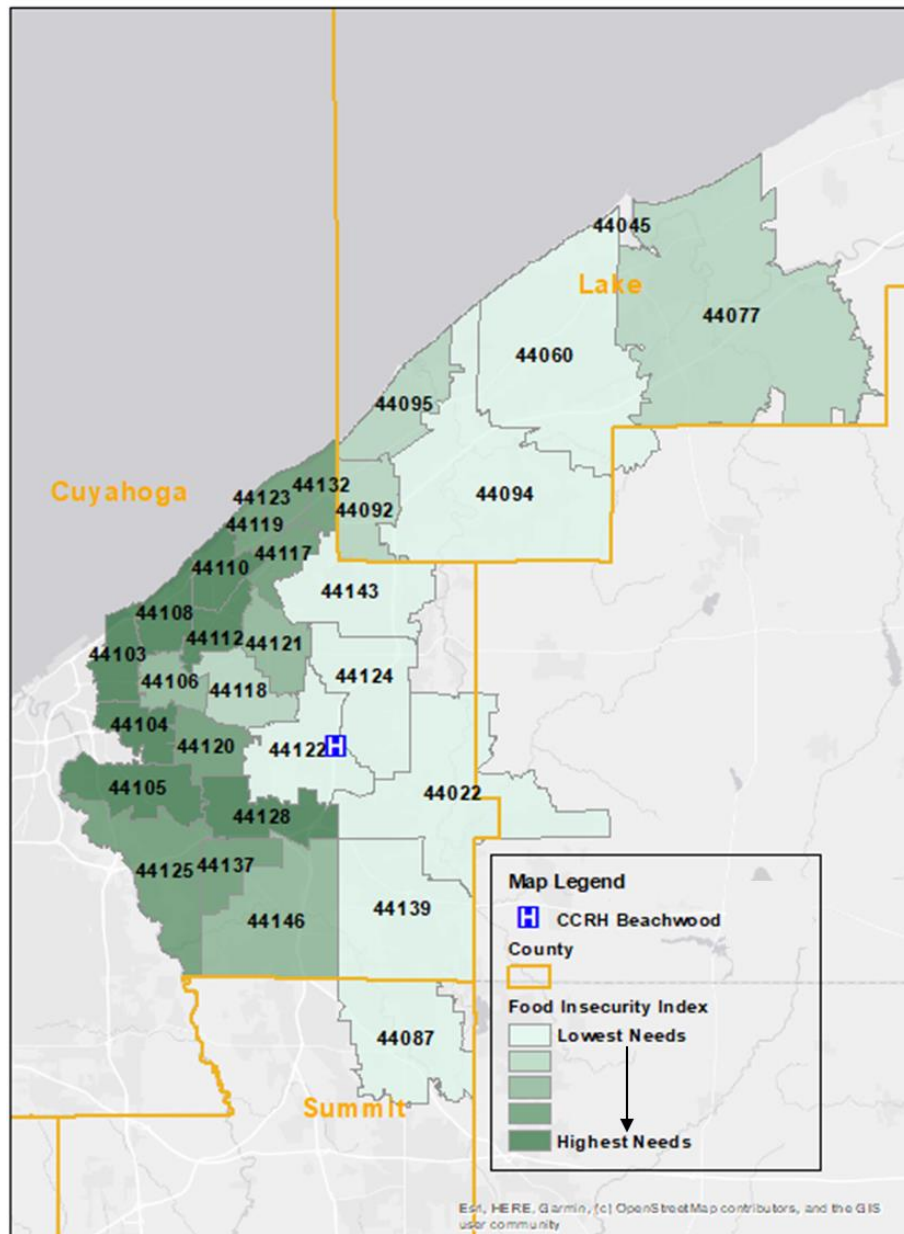 44045
Lake
44077
44060
44095
Cuyahoga
44132
44123
44094
44092
44119
44117
44110
44143
44108
44112
44121
44103
44124
44106
44118
44104
44120
44122
H
44105
44022
44128
44137
44125
44139
44146
Map Legend
H CCRH Beachwood
County
Food Insecurity Index
Lowest Needs
Highest Needs
44087
Summit
Esri, HERE, Garmin, (c) OpenStreetMap contributors, and the GIS
user community